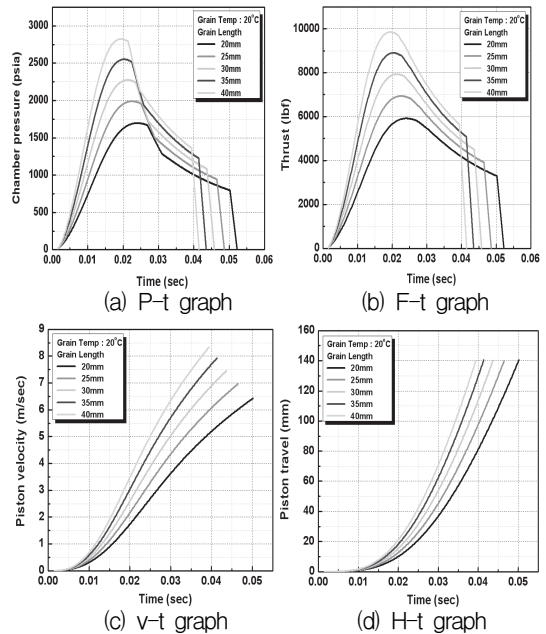 Chamber pressure (psia)
3000
2500
2000
1500
1000
500
0
Grain Temp : 20°C
Grain Length
20mm
25mm
30mm
35mm
40mm
0.00 0.01 0.02 0.03 0.04 0.05 0.06
Time (sec)
(a) P-t graph
Thrust (lbf)
10000
8000
6000
4000
2000
0
Grain Temp : 20°C
Grain Length
20mm
25mm
30mm
35mm
40mm
0.00 0.01 0.02 0.03 0.04 0.05 0.06
Time (sec)
(b) F-t graph
Piston velocity (m/sec)
9
8
7
6
5
4
3
2
1
0
Grain Temp : 20°C
Grain Length
20mm
25mm
30mm
35mm
40mm
0.00 0.01 0.02 0.03 0.04 0.05
Time (sec)
(c) v-t graph
Piston travel (mm)
160
140
120
100
80
60
40
20
0
Grain Temp : 20°C
Grain Length
20mm
25mm
30mm
35mm
40mm
0.00 0.01 0.02 0.03 0.04 0.05
Time (sec)
(d) H-t graph